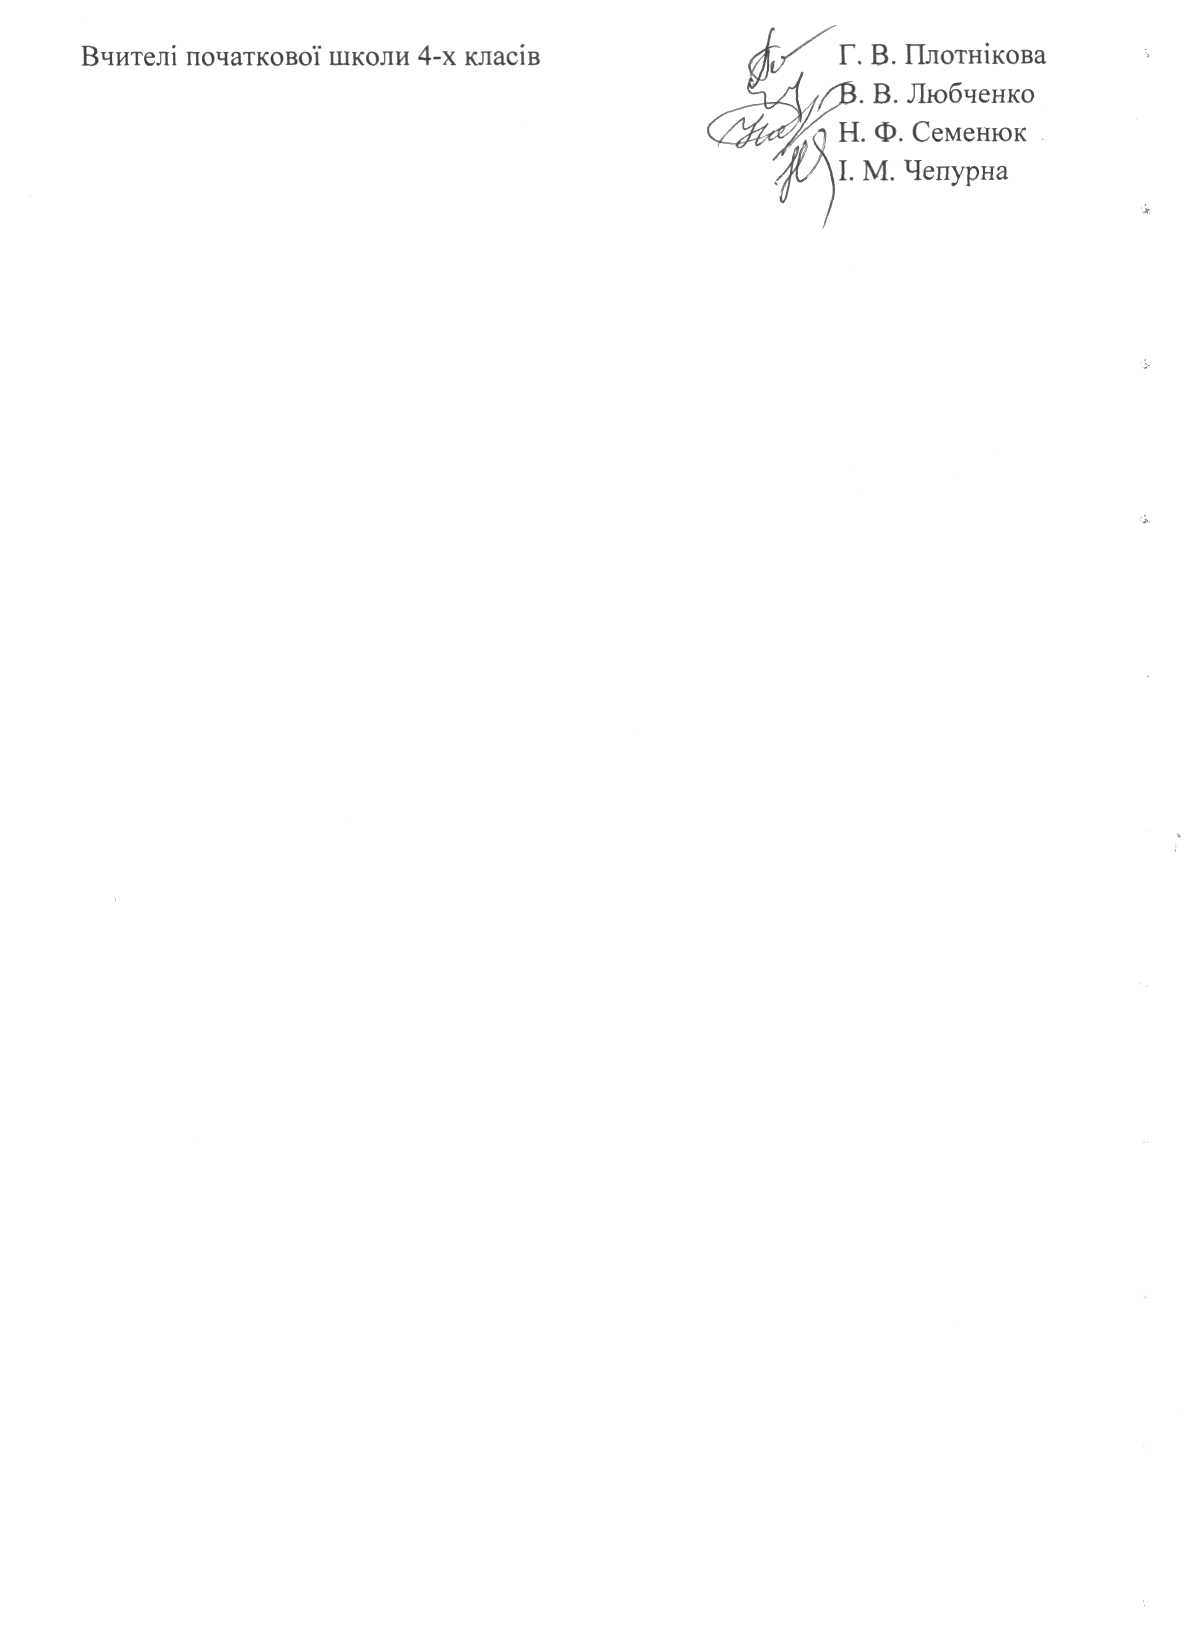 Вчителі початкової школи 4-х класів Г. В. Плотнікова
В. В. Любченко
Н. Ф. Семенюк
І. М. Чепурна